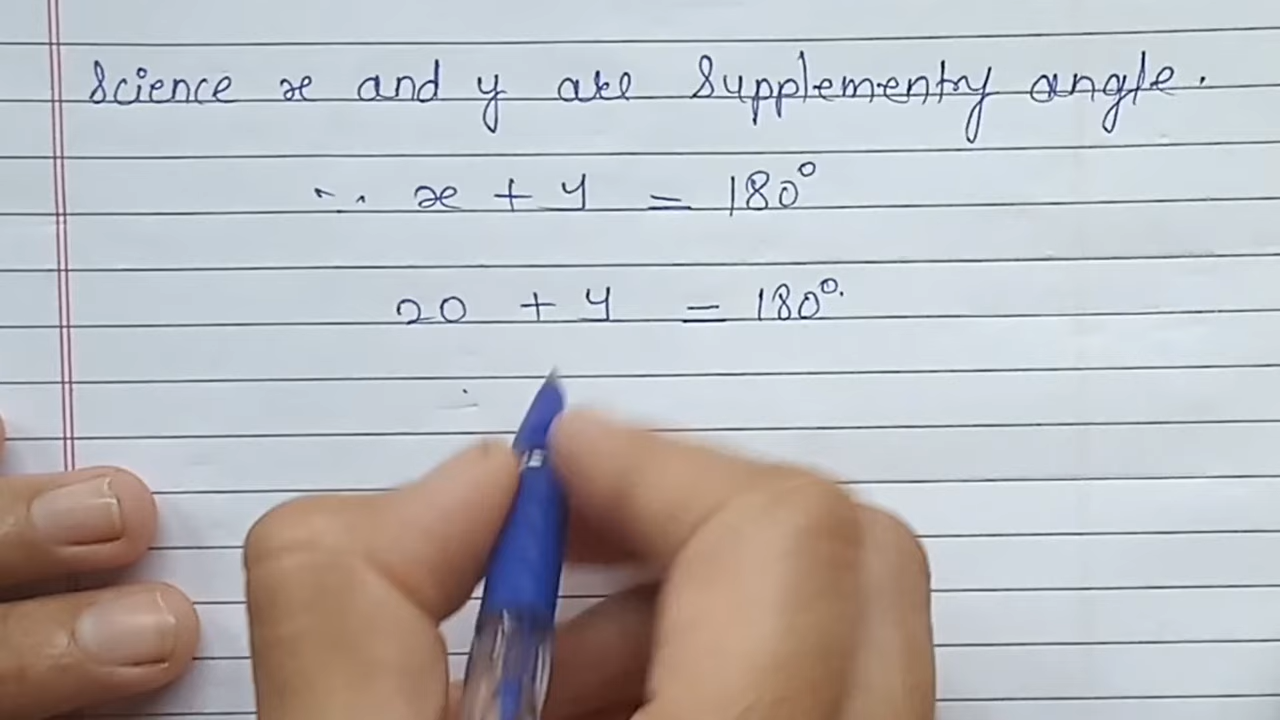 Science x and y are Supplementry angle.
∴ x + y = 180°
20 + y = 180°.